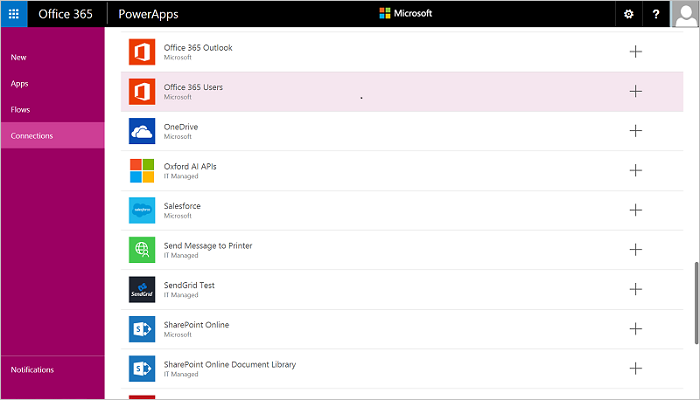 Office 365
PowerApps
Microsoft
?
New
Apps
Flows
Connections
Notifications
Office 365 Outlook
Microsoft
Office 365 Users
Microsoft
OneDrive
Microsoft
Oxford AI APIs
IT Managed
salesforce
Salesforce
Microsoft
Send Message to Printer
IT Managed
SendGrid
SendGrid Test
IT Managed
S
SharePoint Online
Microsoft
S
SharePoint Online Document Library
IT Managed